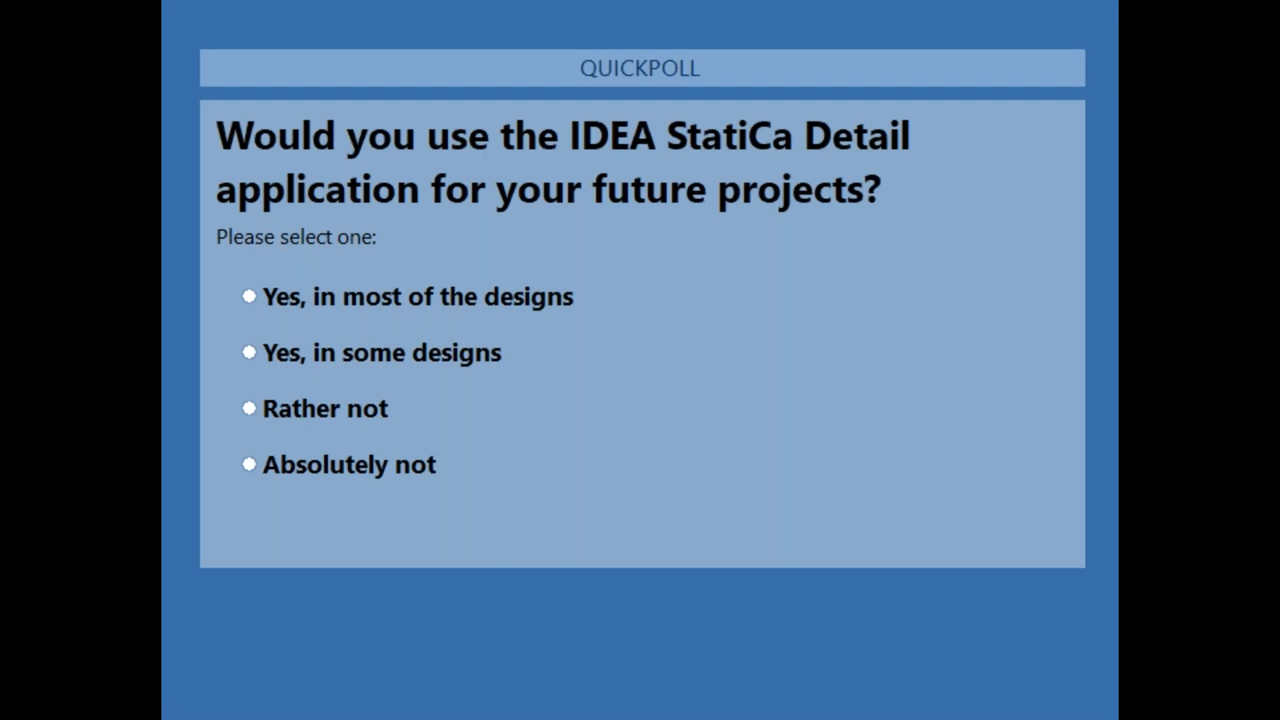 QUICKPOLL
Would you use the IDEA StatiCa Detail
application for your future projects?
Please select one:
Yes, in most of the designs
Yes, in some designs
Rather not
Absolutely not